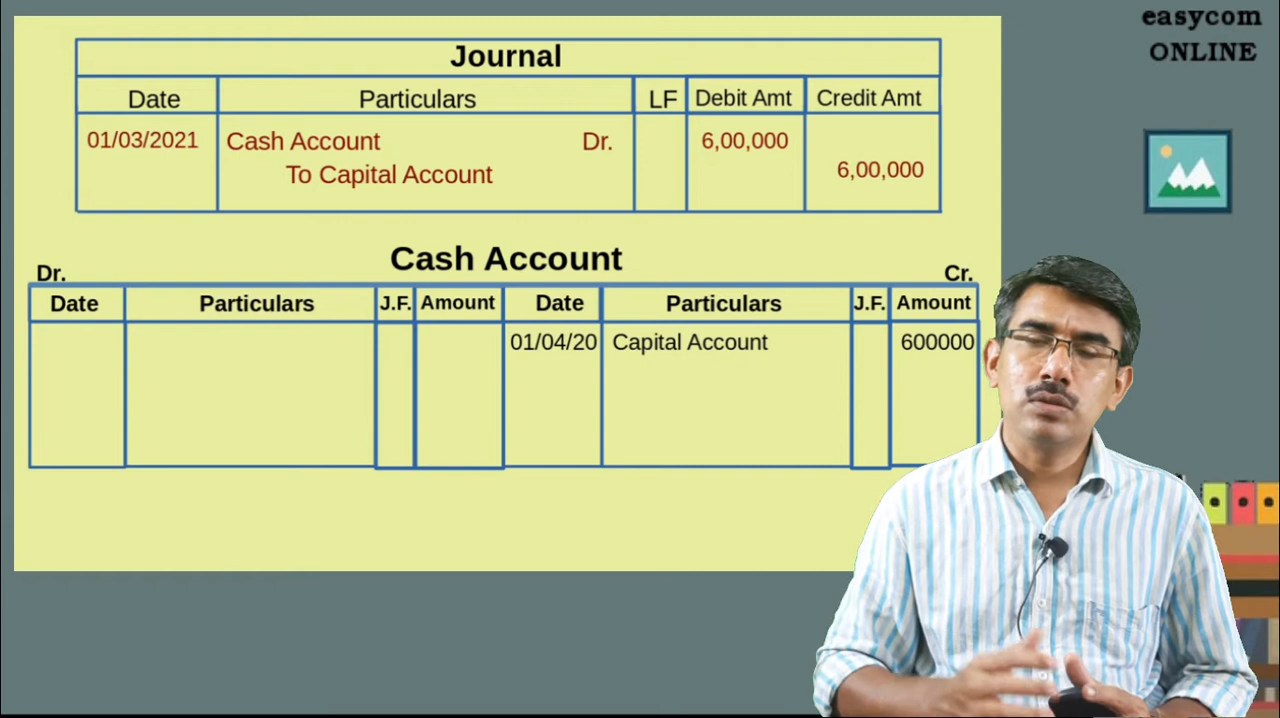 easycom
ONLINE
Journal
Date Particulars LF Debit Amt Credit Amt
01/03/2021 Cash Account Dr. 6,00,000
To Capital Account 6,00,000
Cash Account
Dr. Cr.
Date Particulars J.F. Amount Date Particulars J.F. Amount
01/04/20 Capital Account 600000